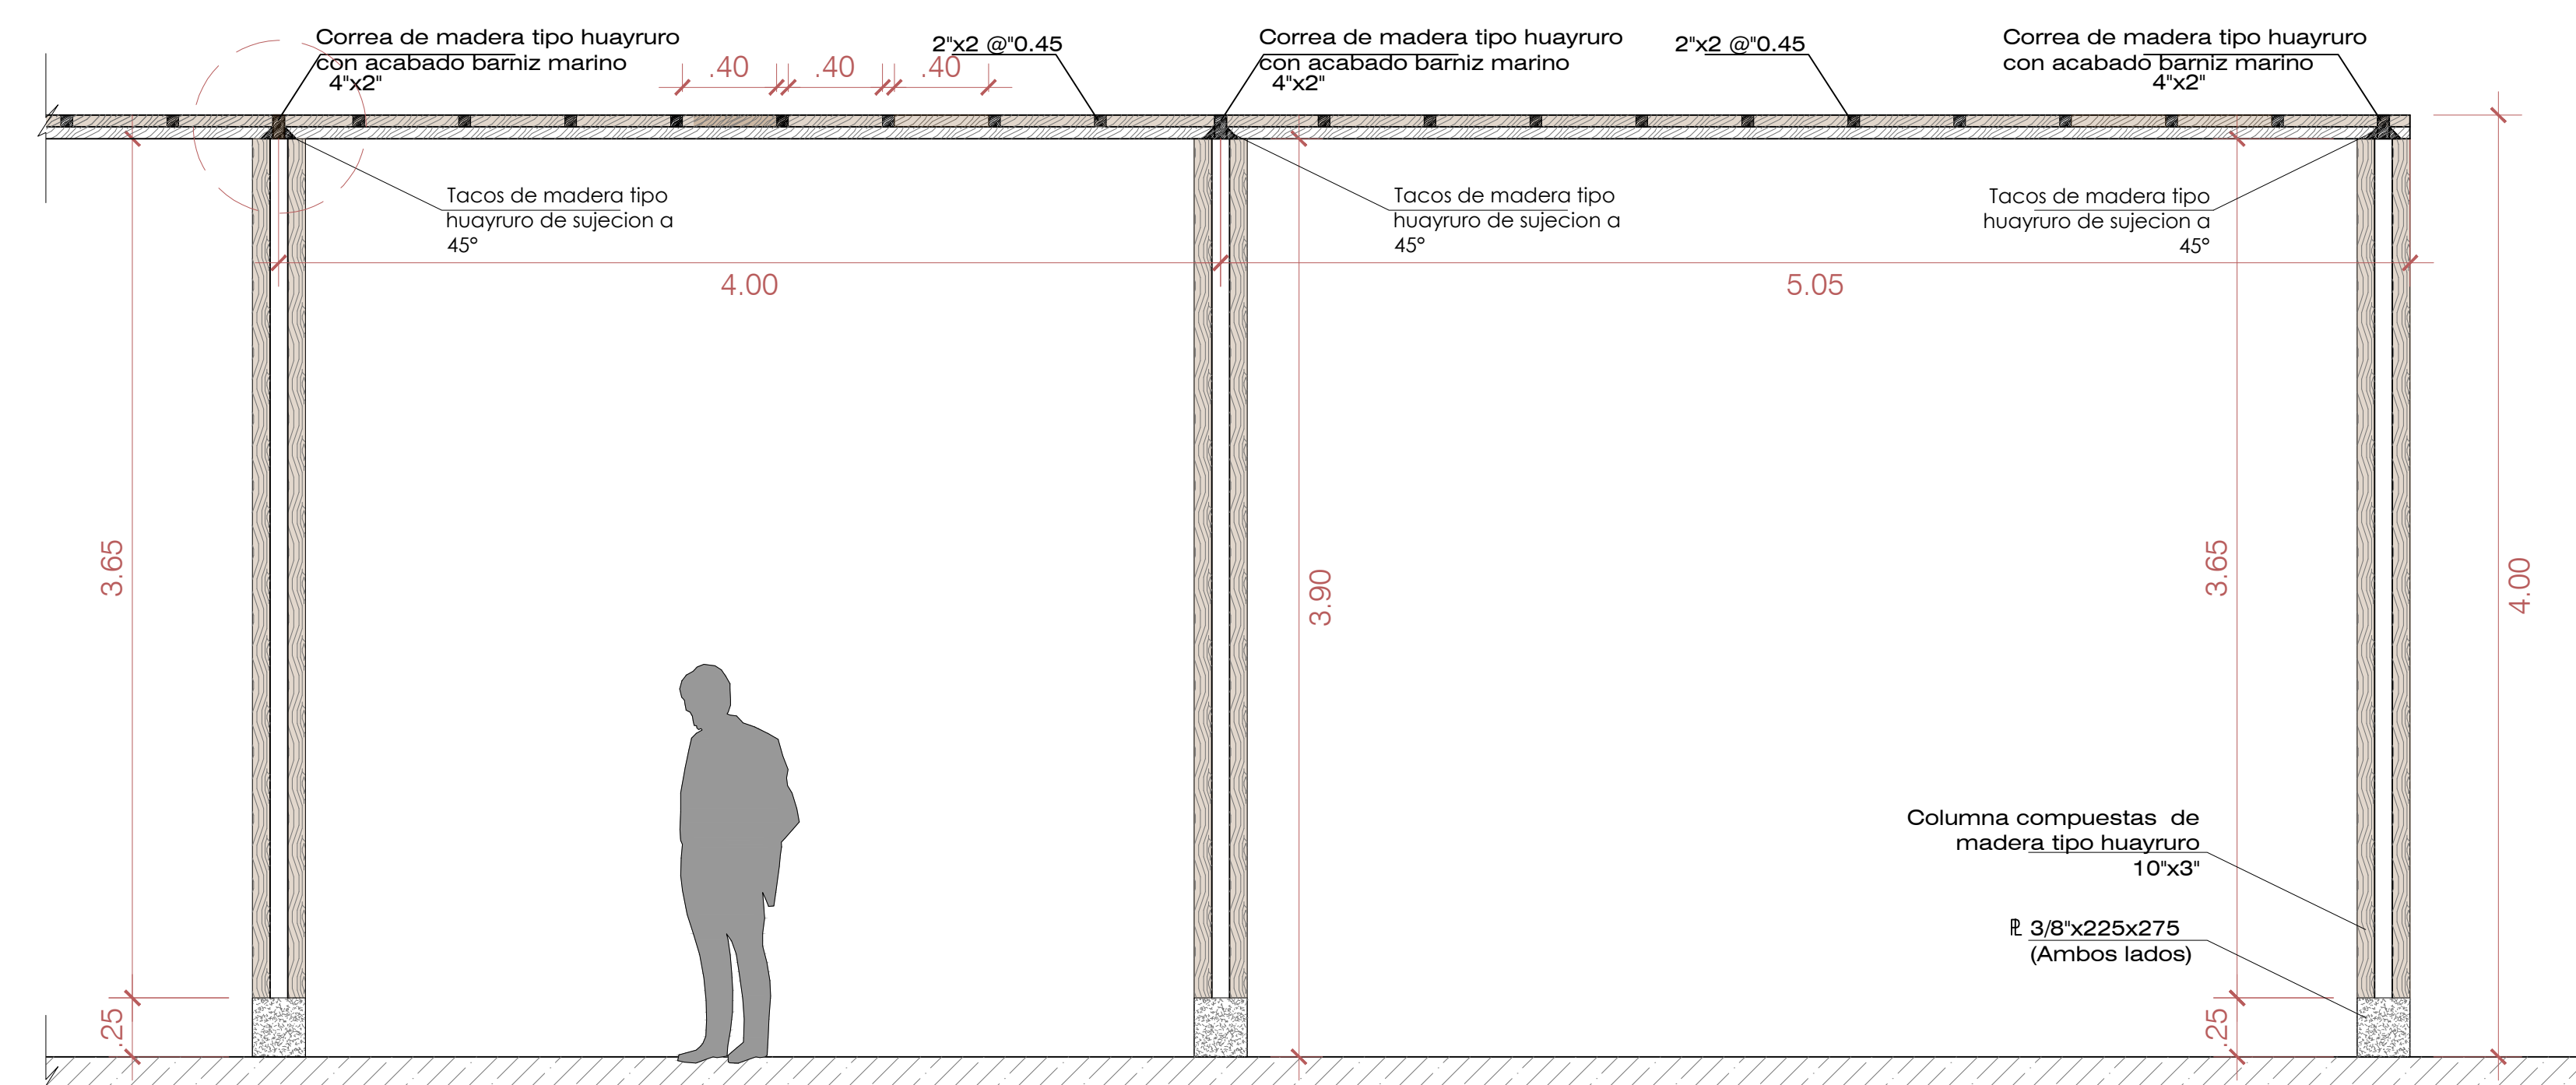 Correa de madera tipo huayruro
con acabado barniz marino
4"x2"
.40
.40
.40
2"x2 @"0.45
Correa de madera tipo huayruro
con acabado barniz marino
4"x2"
2"x2 @"0.45
Correa de madera tipo huayruro
con acabado barniz marino
4"x2"
Tacos de madera tipo
huayruro de sujecion a
45°
Tacos de madera tipo
huayruro de sujecion a
45°
Tacos de madera tipo
huayruro de sujecion a
45°
4.00
5.05
3.65
3.90
3.65
4.00
Columna compuestas de
madera tipo huayruro
10"x3"
PL 3/8"x225x275
(Ambos lados)
.25
.25